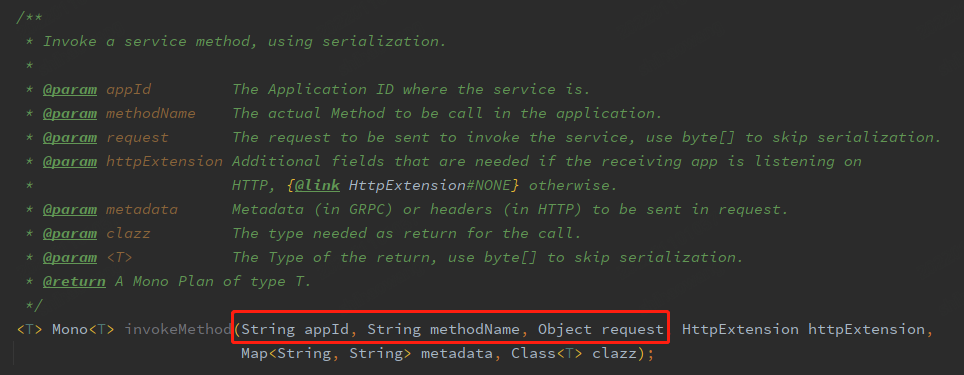 /**
* Invoke a service method, using serialization.
*
* @param appId The Application ID where the service is.
* @param methodName The actual Method to be call in the application.
* @param request The request to be sent to invoke the service, use byte[] to skip serialization.
* @param httpExtension Additional fields that are needed if the receiving app is listening on
* HTTP, {@link HttpExtension#NONE} otherwise.
* @param metadata Metadata (in GRPC) or headers (in HTTP) to be sent in request.
* @param clazz The type needed as return for the call.
* @param <T> The Type of the return, use byte[] to skip serialization.
* @return A Mono Plan of type T.
*/
<T> Mono<T> invokeMethod(String appId, String methodName, Object request HttpExtension httpExtension,
Map<String, String> metadata, Class<T> clazz);